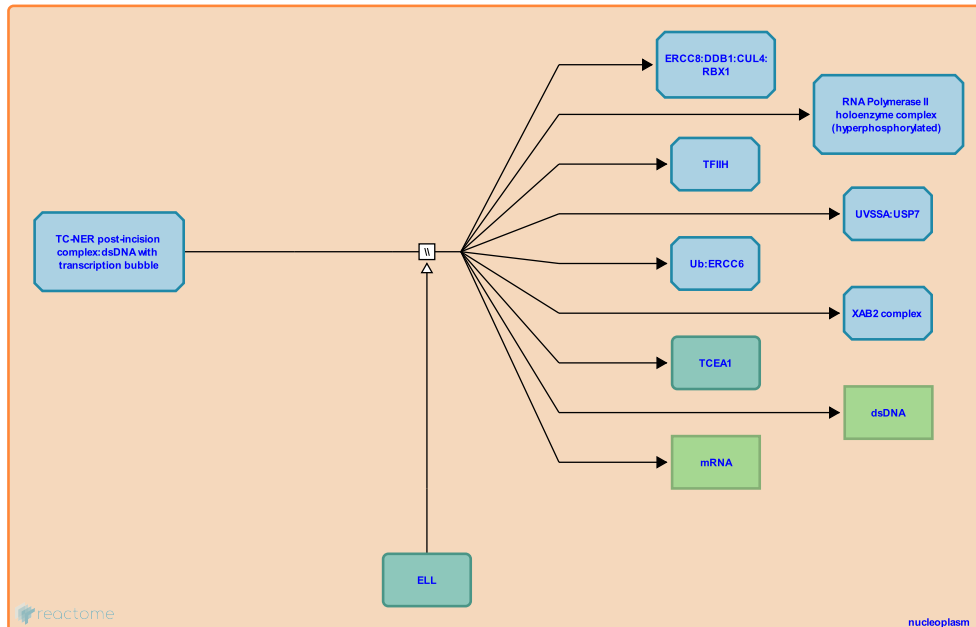 ERCC8:DDB1:CUL4:
RBX1
RNA Polymerase II
holoenzyme complex
(hyperphosphorylated)
TFIIH
UVSSA:USP7
TC-NER post-incision
complex:dsDNA with
transcription bubble
\\
Ub:ERCC6
XAB2 complex
TCEA1
dsDNA
mRNA
ELL
reactome
nucleoplasm